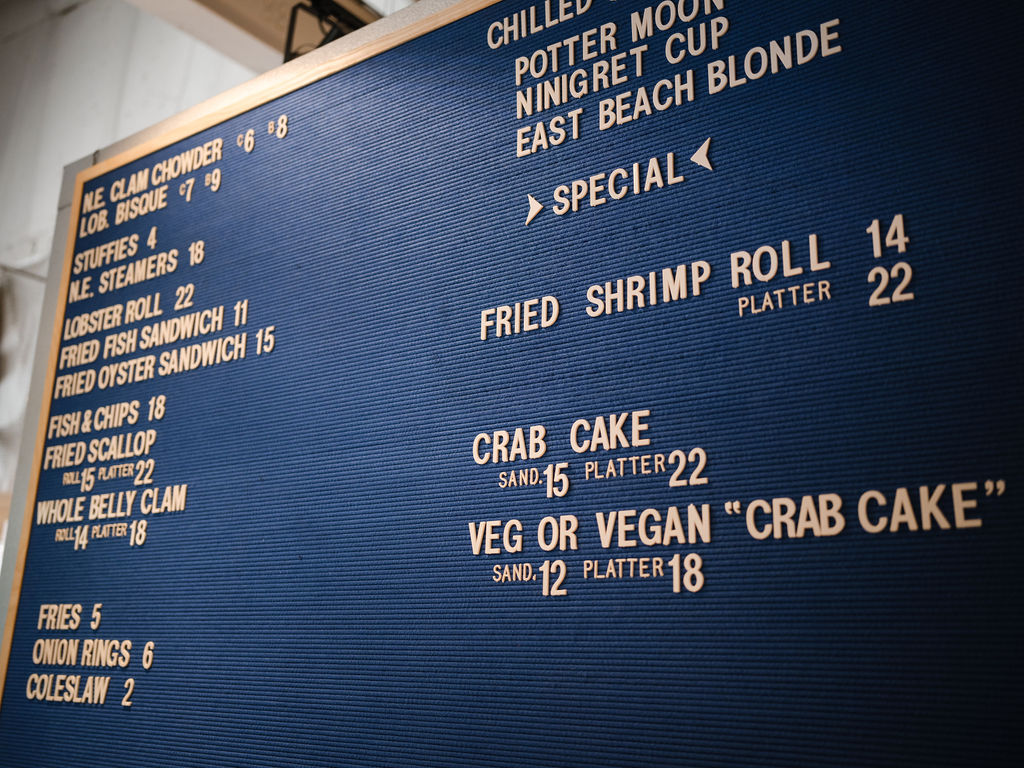 N.E. CLAM CHOWDER C6 B8
LOB. BISQUE C7 B9
STUFFIES 4
N.E. STEAMERS 18
LOBSTER ROLL 22
FRIED FISH SANDWICH 11
FRIED OYSTER SANDWICH 15
FISH & CHIPS 18
FRIED SCALLOP
ROLL 15 PLATTER 22
WHOLE BELLY CLAM
ROLL 14 PLATTER 18
FRIES 5
ONION RINGS 6
COLESLAW 2
CHILLED
POTTER MOON
NINIGRET CUP
EAST BEACH BLONDE
SPECIAL
FRIED SHRIMP ROLL 14
PLATTER 22
CRAB CAKE
SAND. 15 PLATTER 22
VEG OR VEGAN “CRAB CAKE”
SAND. 12 PLATTER 18